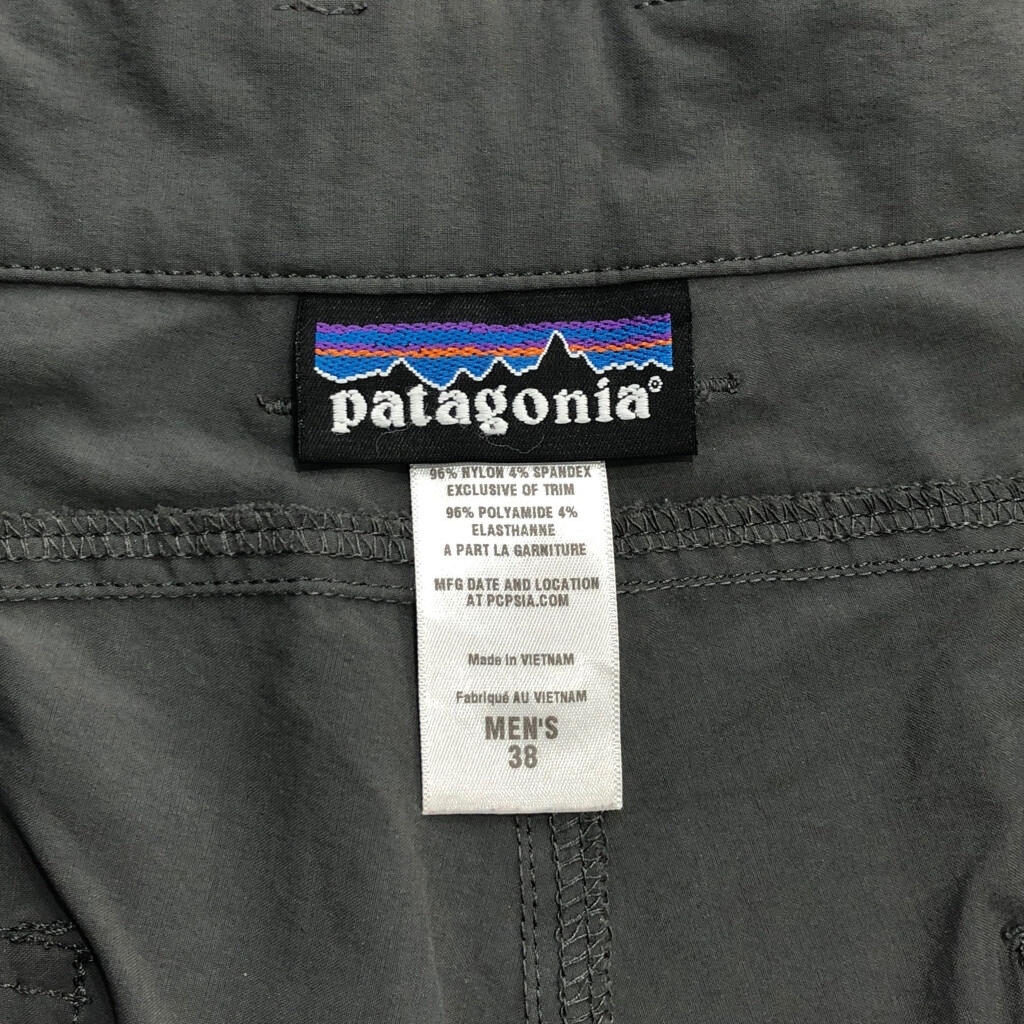 patagonia®
96% NYLON 4% SPANDEX
EXCLUSIVE OF TRIM
96% POLYAMIDE 4%
ELASTHANNE
A PART LA GARNITURE
MFG DATE AND LOCATION
AT PCPSIA.COM
Made in VIETNAM
Fabriqué AU VIETNAM
MEN'S
38